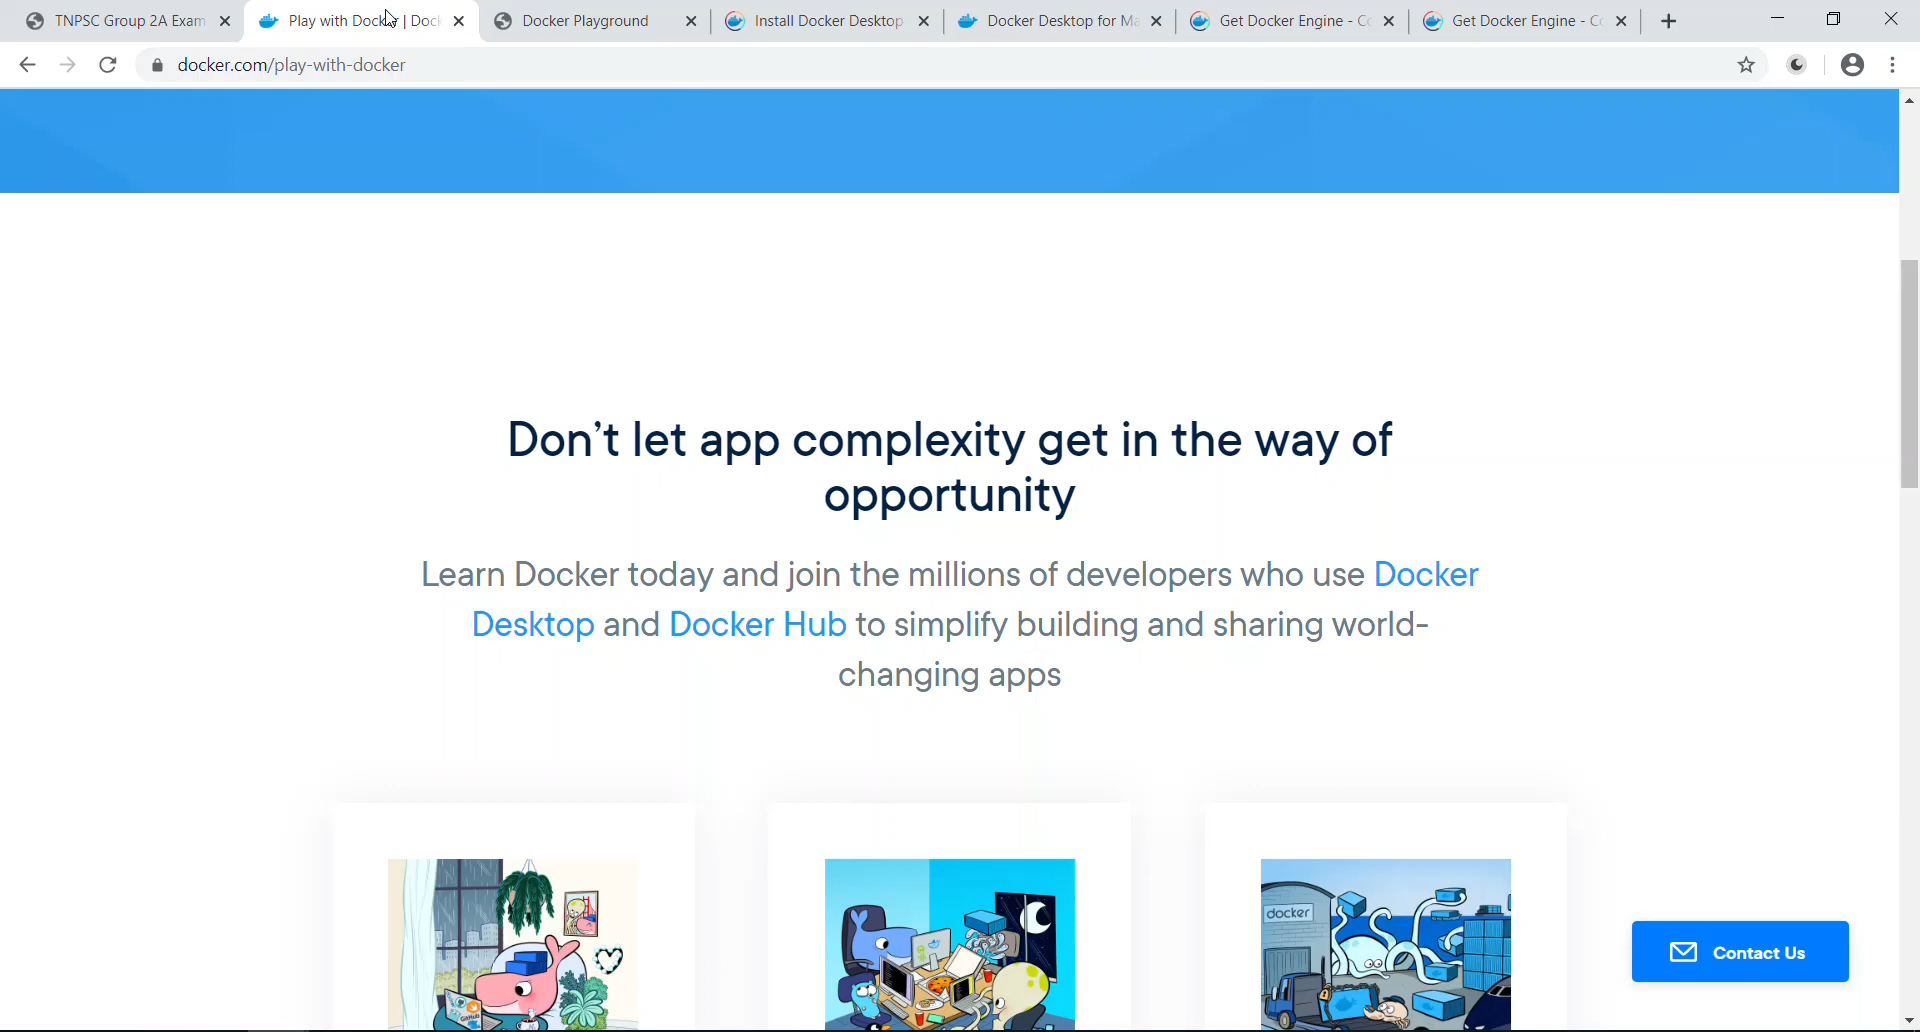 TNPSC Group 2A Exam
Play with Docker | Dock
Docker Playground
Install Docker Desktop
Docker Desktop for Ma
Get Docker Engine - Co
Get Docker Engine - Co
docker.com/play-with-docker
Don't let app complexity get in the way of
opportunity
Learn Docker today and join the millions of developers who use Docker
Desktop and Docker Hub to simplify building and sharing world-
changing apps
docker
GitHub
Contact Us